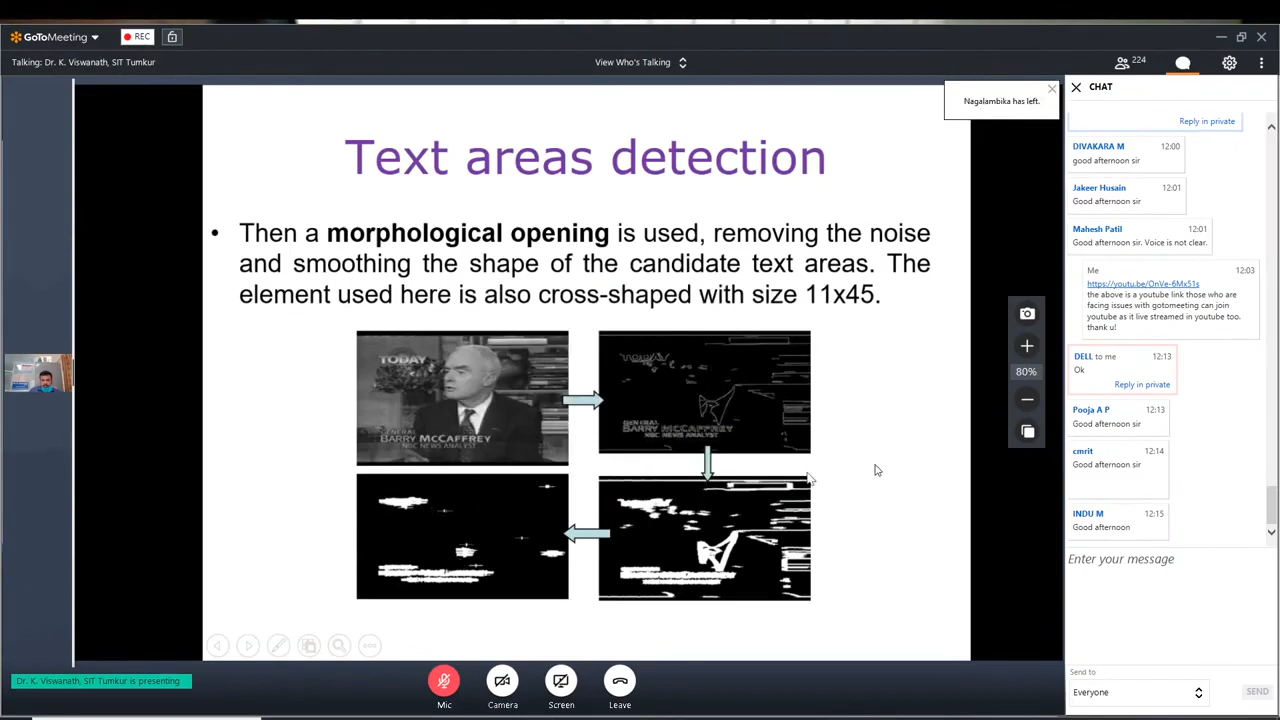 GoToMeeting
REC
Talking: Dr. K. Viswanath, SIT Tumkur
View Who's Talking
224
Nagalambika has left.
Text areas detection
• Then a morphological opening is used, removing the noise
and smoothing the shape of the candidate text areas. The
element used here is also cross-shaped with size 11x45.
TODAY
GENERAL
BARRY McCAFFREY
NBC NEWS ANALYST
TODAY
GENERAL
BARRY McCAFFREY
NBC NEWS ANALYST
80%
Dr. K. Viswanath, SIT Tumkur is presenting
Mic
Camera
Screen
Leave
CHAT
Reply in private
DIVAKARA M 12:00
good afternoon sir
Jakeer Husain 12:01
Good afternoon sir
Mahesh Patil 12:01
Good afternoon sir. Voice is not clear.
Me 12:03
https://youtu.be/OnVe-6Mx51s
the above is a youtube link those who are
facing issues with gotomeeting can join
youtube as it live streamed in youtube too.
thank u!
DELL to me 12:13
Ok
Reply in private
Pooja A P 12:13
Good afternoon sir
cmrit 12:14
Good afternoon sir
INDU M 12:15
Good afternoon
Enter your message
Send to
Everyone
SEND